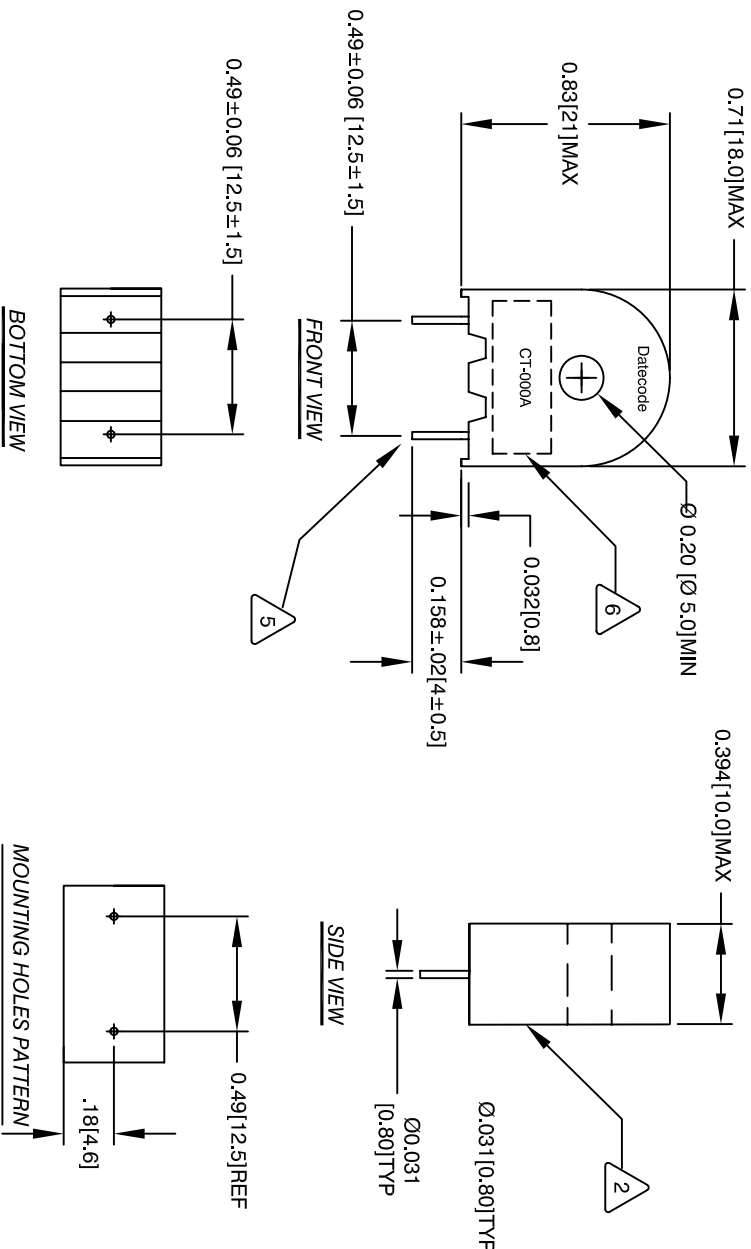 0.71[18.0]MAX
0.83[21]MAX
0.49±0.06 [12.5±1.5]
Datecode
CT-000A
Ø 0.20 [Ø 5.0]MIN
6
0.032[0.8]
0.158±.02[4±0.5]
5
FRONT VIEW
0.49±0.06 [12.5±1.5]
BOTTOM VIEW
0.394[10.0]MAX
2
SIDE VIEW
Ø0.031
[0.80]TYP
Ø.031[0.80]TYP
0.49[12.5]REF
.18[4.6]
MOUNTING HOLES PATTERN